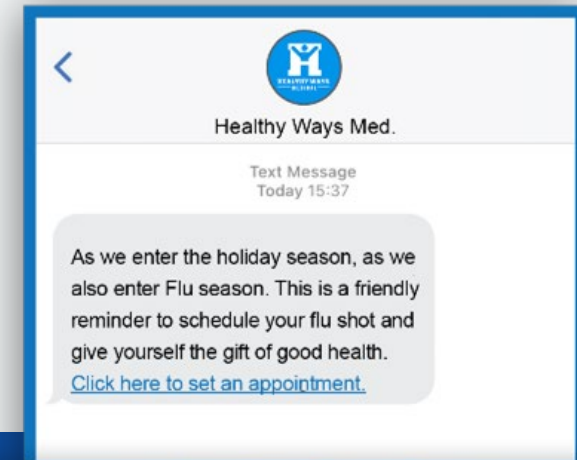 HEALTHY WAYS
Healthy Ways Med.
Text Message
Today 15:37
As we enter the holiday season, as we
also enter Flu season. This is a friendly
reminder to schedule your flu shot and
give yourself the gift of good health.
Click here to set an appointment.